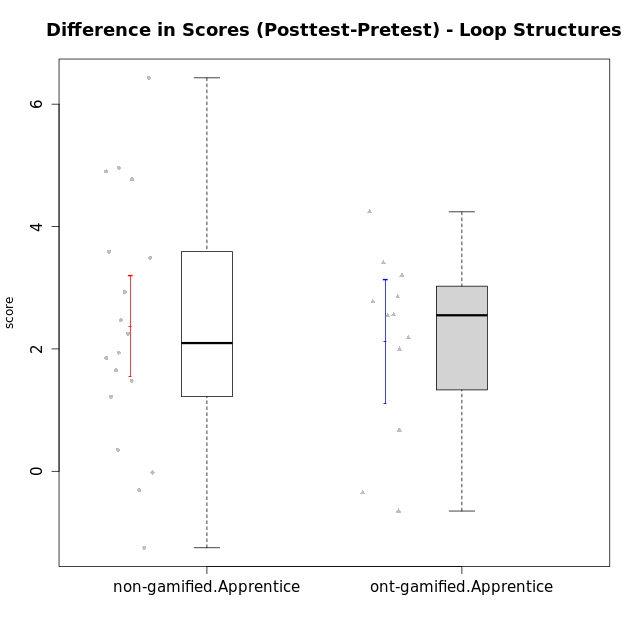 Difference in Scores (Posttest-Pretest) - Loop Structures
6
4
2
0
score
non-gamified.Apprentice
ont-gamified.Apprentice